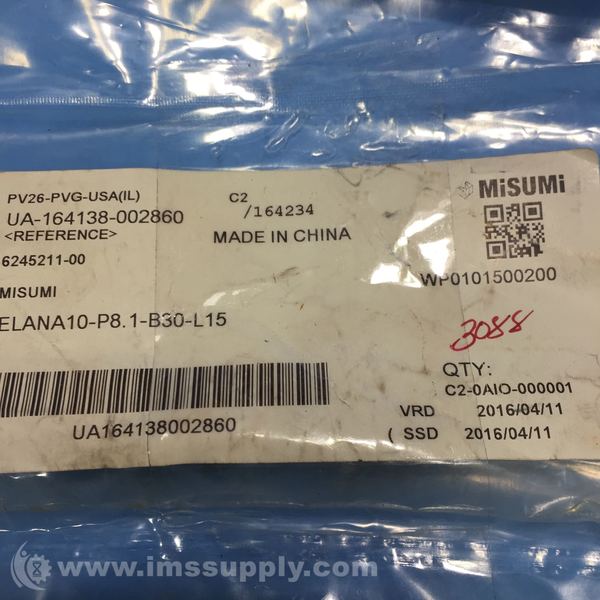 PV26-PVG-USA(IL)
UA-164138-002860
<REFERENCE>
6245211-00
MISUMI
ELANA10-P8.1-B30-L15
UA164138002860
C2
/164234
MADE IN CHINA
MiSUMi
WP0101500200
3088
QTY:
C2-0AIO-000001
VRD 2016/04/11
( SSD 2016/04/11
www.imssupply.com